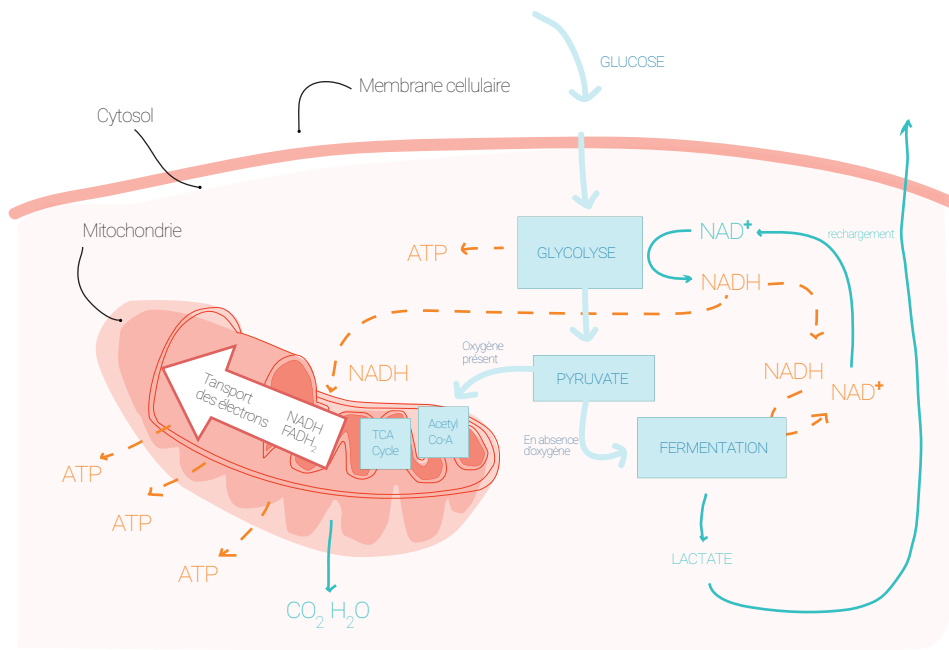 GLUCOSE
Membrane cellulaire
Cytosol
Mitochondrie
ATP
GLYCOLYSE
NAD+
rechargement
NADH
Oxygène
présent
NADH
PYRUVATE
NADH
NAD+
Tansport
des électrons
NADH
FADH2
TCA
Cycle
Acetyl
Co-A
En absence
d'oxygène
FERMENTATION
ATP
ATP
ATP
LACTATE
CO2 H2O